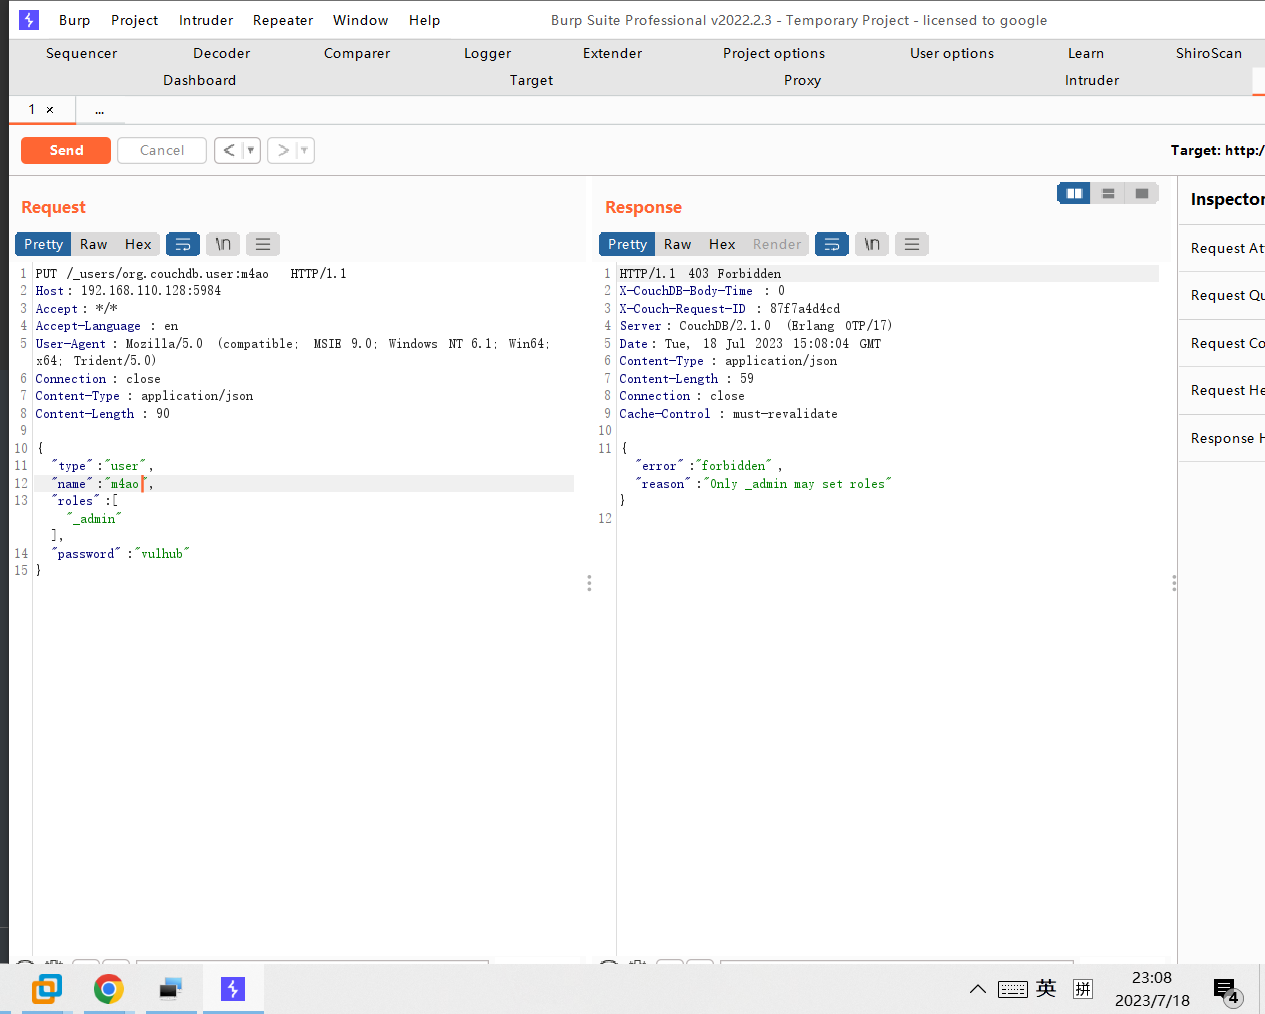 Burp Project Intruder Repeater Window Help Burp Suite Professional v2022.2.3 - Temporary Project - licensed to google
Sequencer Decoder Comparer Logger Extender Project options User options Learn ShiroScan
Dashboard Target Proxy Intruder
1 × ...
Send Cancel < >
Target: http:/
Request
Pretty Raw Hex \n
1 PUT /_users/org.couchdb.user:m4ao HTTP/1.1
2 Host: 192.168.110.128:5984
3 Accept: */*
4 Accept-Language: en
5 User-Agent: Mozilla/5.0 (compatible; MSIE 9.0; Windows NT 6.1; Win64;
x64; Trident/5.0)
6 Connection: close
7 Content-Type: application/json
8 Content-Length: 90
9
10 {
11 "type":"user",
12 "name":"m4ao",
13 "roles":[
"_admin"
],
14 "password":"vulhub"
15 }
Response
Pretty Raw Hex Render \n
1 HTTP/1.1 403 Forbidden
2 X-CouchDB-Body-Time: 0
3 X-Couch-Request-ID: 87f7a4d4cd
4 Server: CouchDB/2.1.0 (Erlang OTP/17)
5 Date: Tue, 18 Jul 2023 15:08:04 GMT
6 Content-Type: application/json
7 Content-Length: 59
8 Connection: close
9 Cache-Control: must-revalidate
10
11 {
"error":"forbidden",
"reason":"Only _admin may set roles"
}
12
Inspector
Request At
Request Qu
Request Co
Request He
Response H
英 拼
23:08
2023/7/18
4